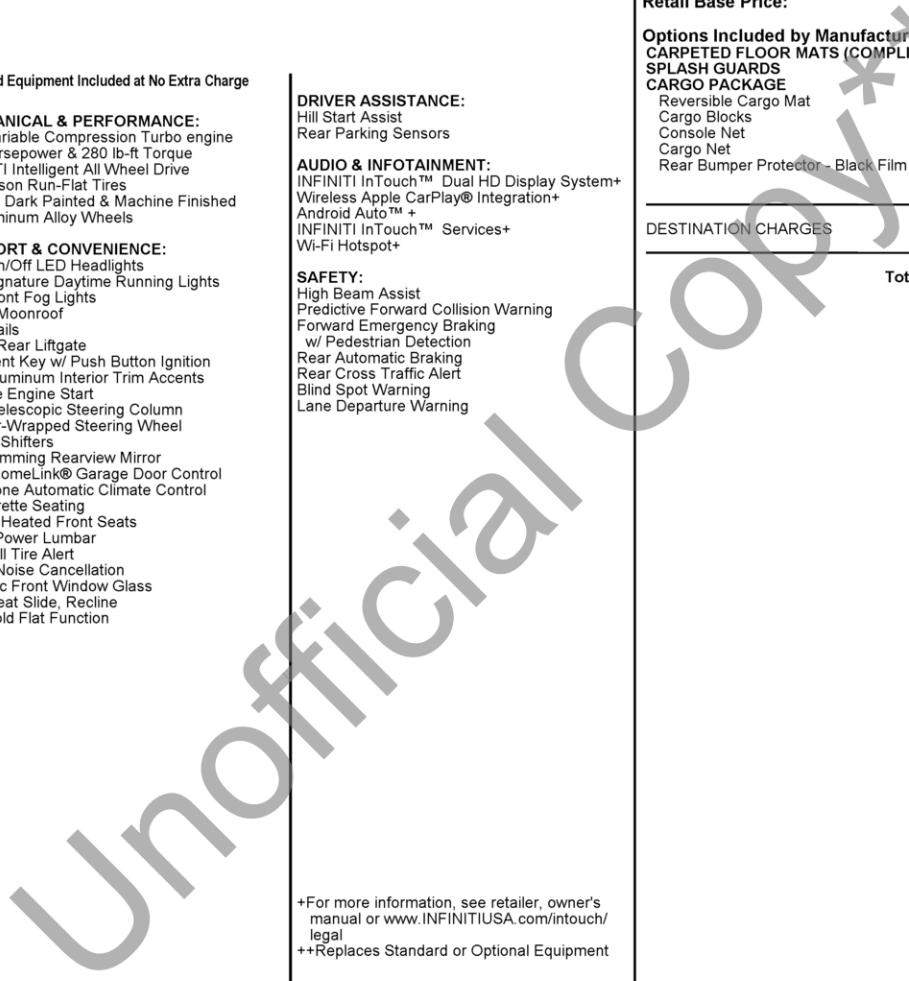 d Equipment Included at No Extra Charge
ANICAL & PERFORMANCE:
ariable Compression Turbo engine
rsepower & 280 lb-ft Torque
TI Intelligent All Wheel Drive
son Run-Flat Tires
Dark Painted & Machine Finished
minum Alloy Wheels
ORT & CONVENIENCE:
n/Off LED Headlights
gnature Daytime Running Lights
ont Fog Lights
Moonroof
ails
Rear Liftgate
ent Key w/ Push Button Ignition
uminum Interior Trim Accents
e Engine Start
elescopic Steering Column
r-Wrapped Steering Wheel
Shifters
mming Rearview Mirror
omeLink® Garage Door Control
one Automatic Climate Control
rette Seating
Heated Front Seats
Power Lumbar
ll Tire Alert
Noise Cancellation
c Front Window Glass
eat Slide, Recline
old Flat Function
DRIVER ASSISTANCE:
Hill Start Assist
Rear Parking Sensors
AUDIO & INFOTAINMENT:
INFINITI InTouch™ Dual HD Display System+
Wireless Apple CarPlay® Integration+
Android Auto™ +
INFINITI InTouch™ Services+
Wi-Fi Hotspot+
SAFETY:
High Beam Assist
Predictive Forward Collision Warning
Forward Emergency Braking
w/ Pedestrian Detection
Rear Automatic Braking
Rear Cross Traffic Alert
Blind Spot Warning
Lane Departure Warning
+For more information, see retailer, owner's
manual or www.INFINITIUSA.com/intouch/
legal
++Replaces Standard or Optional Equipment
Retail Base Price:
Options Included by Manufactur
CARPETED FLOOR MATS (COMPLE
SPLASH GUARDS
CARGO PACKAGE
Reversible Cargo Mat
Cargo Blocks
Console Net
Cargo Net
Rear Bumper Protector - Black Film
DESTINATION CHARGES
Tot
Unofficial Copy**